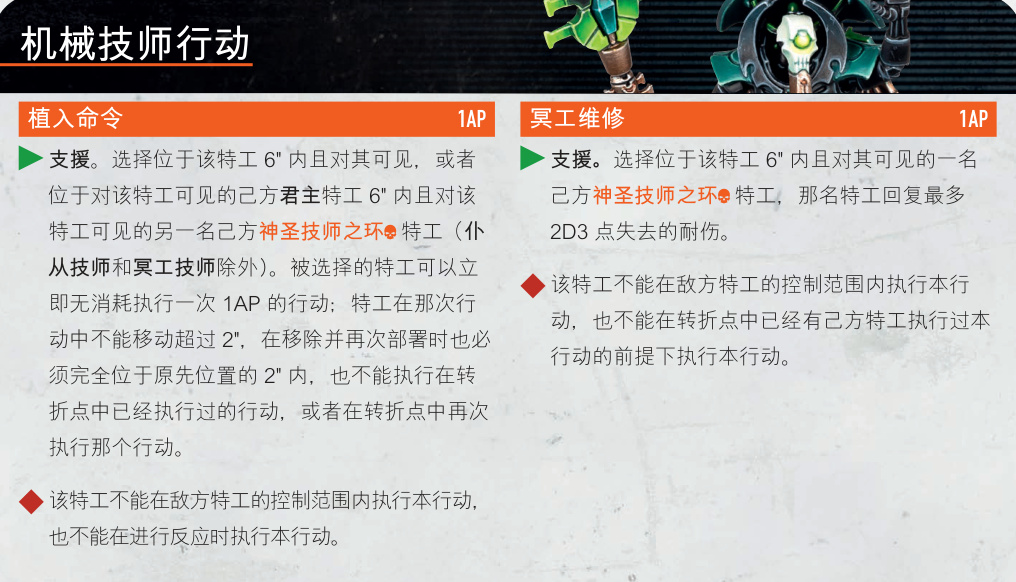 机械技师行动
植入命令 1AP
支援。选择位于该特工 6" 内且对其可见，或者
位于对该特工可见的己方君主特工 6" 内且对该
特工可见的另一名己方神圣技师之环 特工（仆
从技师和冥工技师除外）。被选择的特工可以立
即无消耗执行一次 1AP 的行动；特工在那次行
动中不能移动超过 2"，在移除并再次部署时也必
须完全位于原先位置的 2" 内，也不能执行在转
折点中已经执行过的行动，或者在转折点中再次
执行那个行动。
该特工不能在敌方特工的控制范围内执行本行动，
也不能在进行反应时执行本行动。
冥工维修 1AP
支援。选择位于该特工 6" 内且对其可见的一名
己方神圣技师之环 特工，那名特工回复最多
2D3 点失去的耐伤。
该特工不能在敌方特工的控制范围内执行本行
动，也不能在转折点中已经有己方特工执行过本
行动的前提下执行本行动。